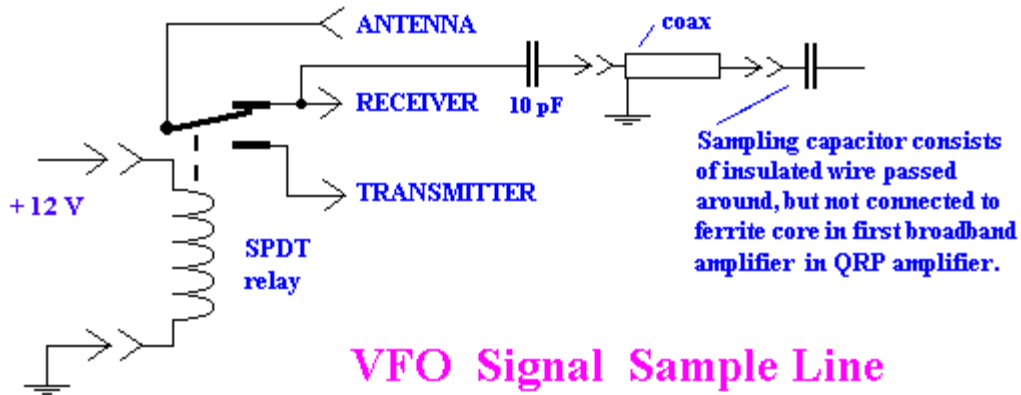 coax
ANTENNA
RECEIVER
10 pF
Sampling capacitor consists
of insulated wire passed
around, but not connected to
ferrite core in first broadband
amplifier in QRP amplifier.
TRANSMITTER
+ 12 V
SPDT
relay
VFO Signal Sample Line